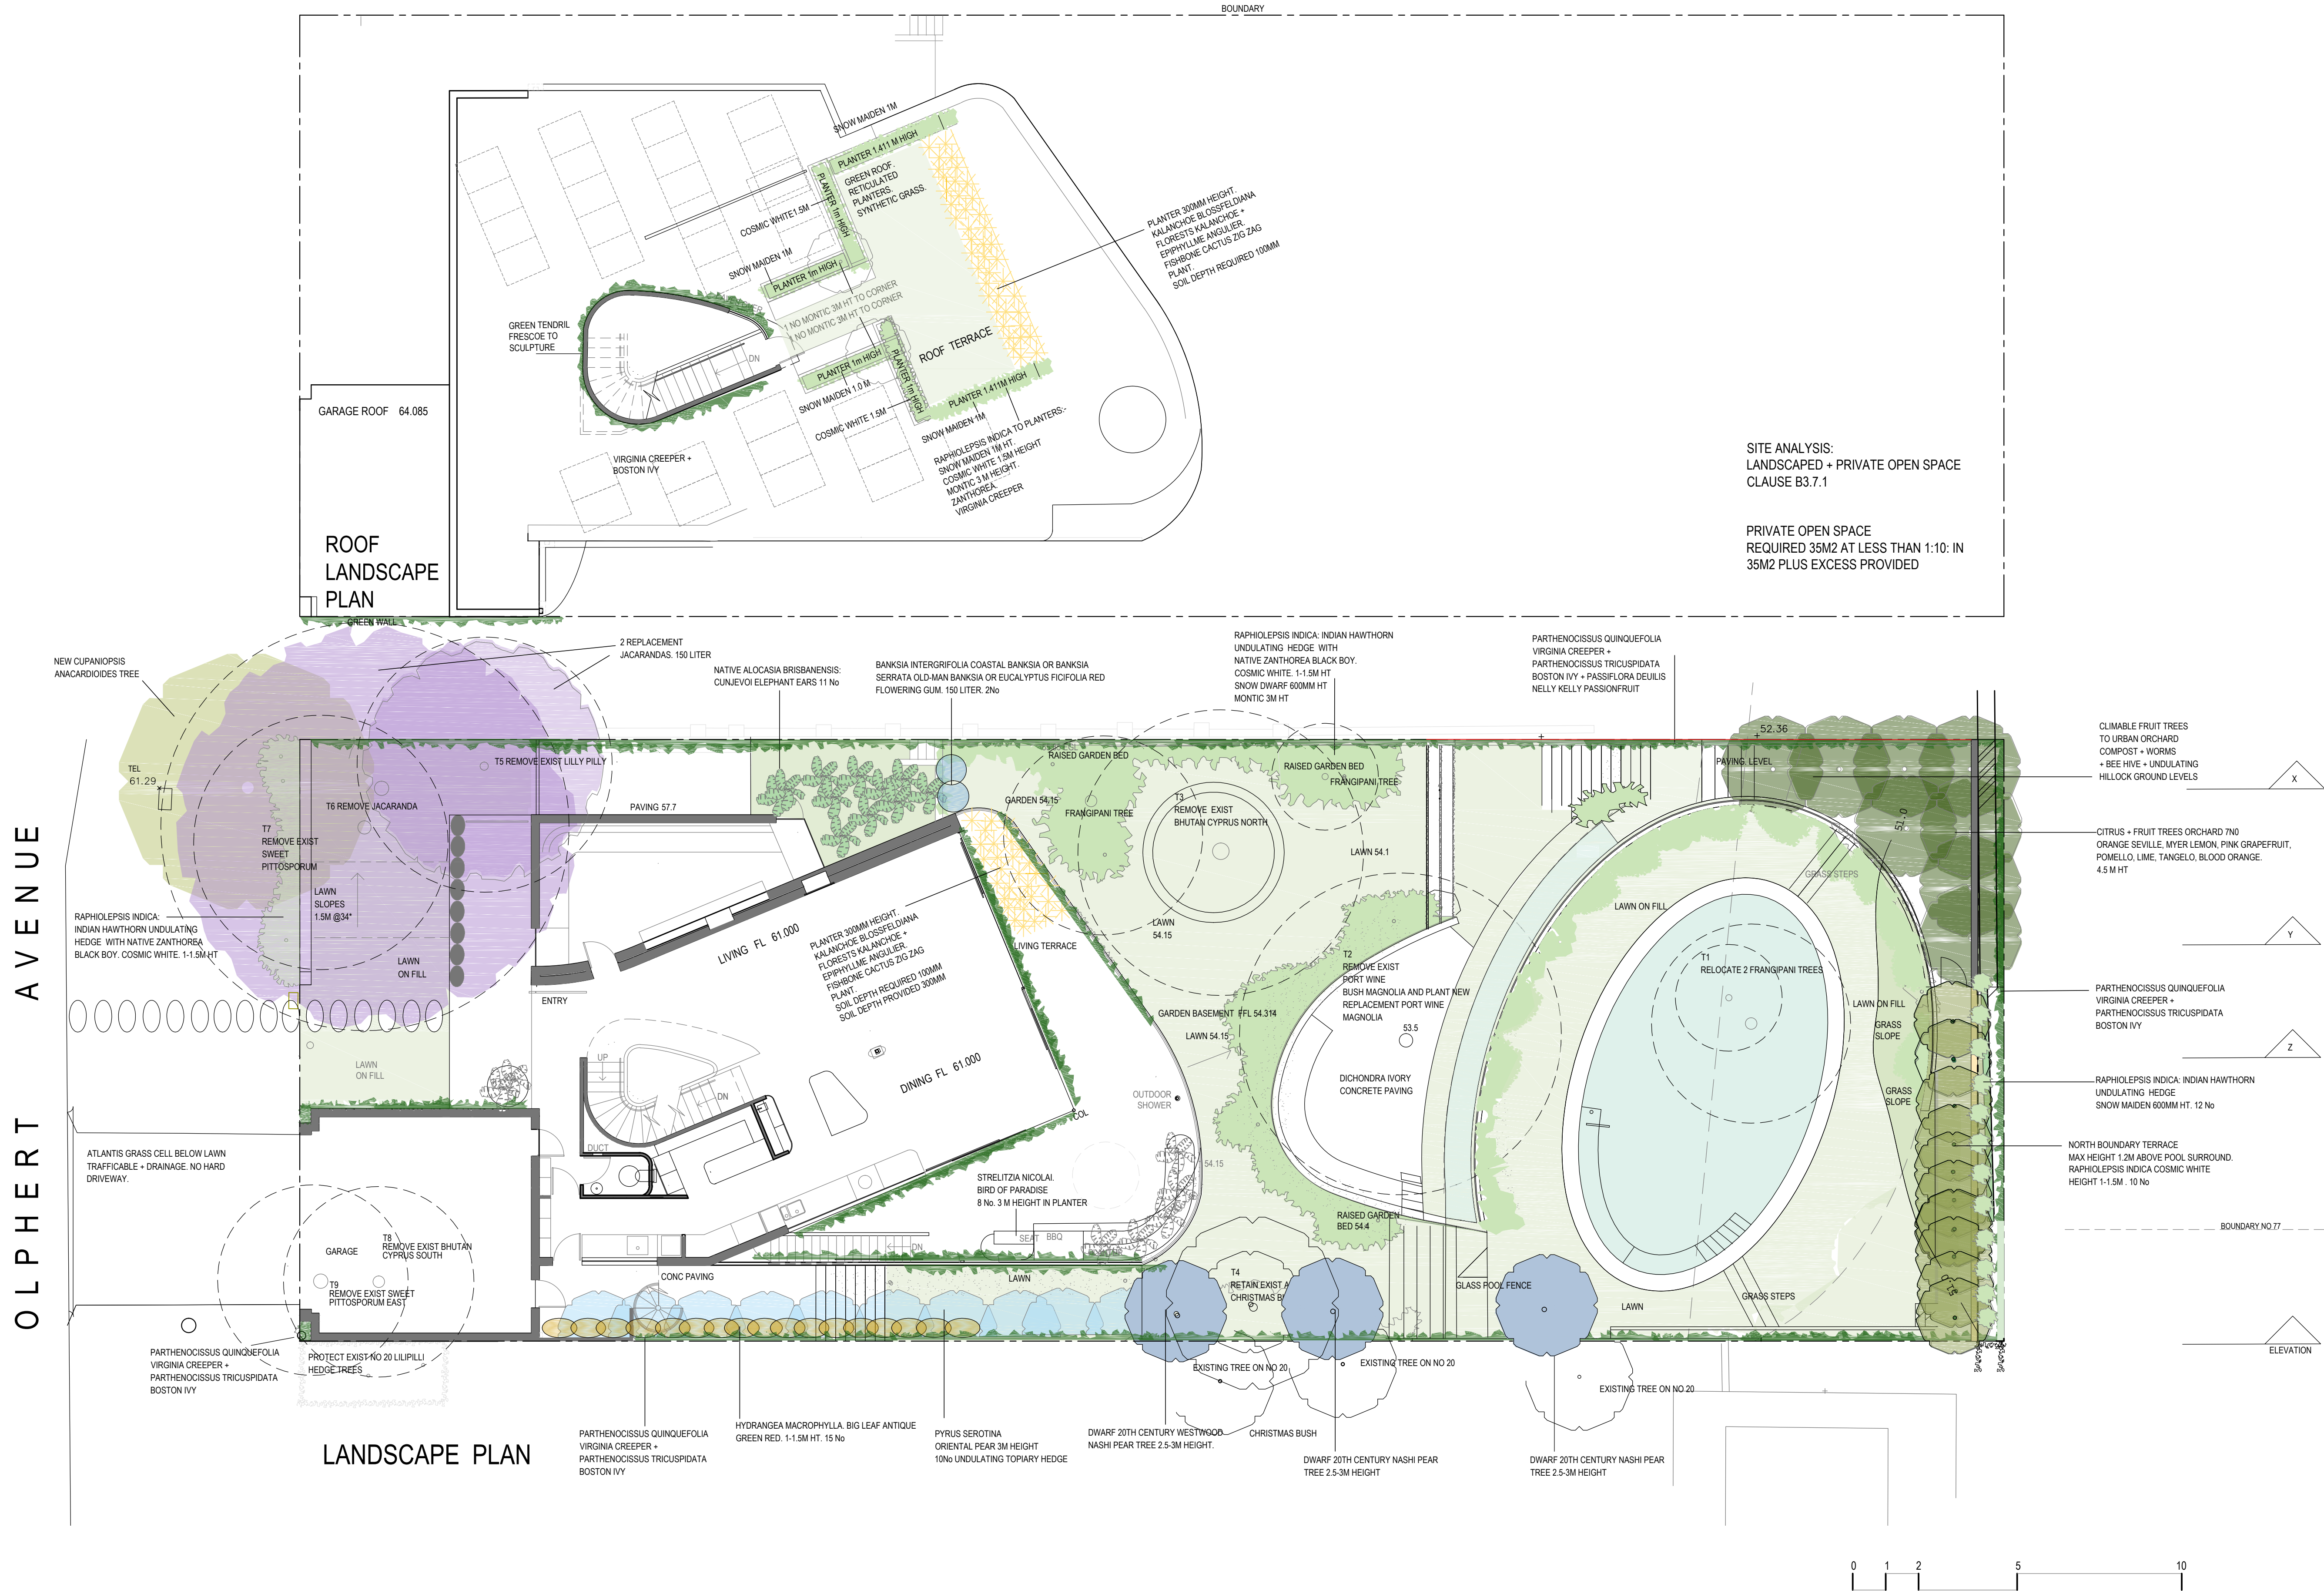 BOUNDARY
SNOW MAIDEN 1M
PLANTER 1.411 M HIGH
GREEN ROOF.
RETICULATED
PLANTERS.
SYNTHETIC GRASS.
PLANTER 1m HIGH
COSMIC WHITE1.5M
SNOW MAIDEN 1M
PLANTER 1m HIGH
1 NO MONTIC 3M HT TO CORNER
1 NO MONTIC 3M HT TO CORNER
PLANTER 300MM HEIGHT.
KALANCHOE BLOSSFELDIANA
FLORESTS KALANCHOE +
EPIPHYLLME ANGULIER.
FISHBONE CACTUS ZIG ZAG
PLANT.
SOIL DEPTH REQUIRED 100MM
GREEN TENDRIL
FRESCOE TO
SCULPTURE
DN
ROOF TERRACE
PLANTER 1m HIGH
PLANTER 1m HIGH
PLANTER 1.411M HIGH
SNOW MAIDEN 1.0 M
COSMIC WHITE 1.5M
SNOW MAIDEN 1M
RAPHIOLEPSIS INDICA TO PLANTERS:-
SNOW MAIDEN 1M HT.
COSMIC WHITE 1.5M HEIGHT
MONTIC 3 M HEIGHT.
ZANTHOREA.
VIRGINIA CREEPER
GARAGE ROOF 64.085
VIRGINIA CREEPER +
BOSTON IVY
SITE ANALYSIS:
LANDSCAPED + PRIVATE OPEN SPACE
CLAUSE B3.7.1
PRIVATE OPEN SPACE
REQUIRED 35M2 AT LESS THAN 1:10: IN
35M2 PLUS EXCESS PROVIDED
ROOF
LANDSCAPE
PLAN
GREEN WALL
NEW CUPANIOPSIS
ANACARDIOIDES TREE
2 REPLACEMENT
JACARANDAS. 150 LITER
NATIVE ALOCASIA BRISBANENSIS:
CUNJEVOI ELEPHANT EARS 11 No
BANKSIA INTERGRIFOLIA COASTAL BANKSIA OR BANKSIA
SERRATA OLD-MAN BANKSIA OR EUCALYPTUS FICIFOLIA RED
FLOWERING GUM. 150 LITER. 2No
RAPHIOLEPSIS INDICA: INDIAN HAWTHORN
UNDULATING HEDGE WITH
NATIVE ZANTHOREA BLACK BOY.
COSMIC WHITE. 1-1.5M HT
SNOW DWARF 600MM HT
MONTIC 3M HT
PARTHENOCISSUS QUINQUEFOLIA
VIRGINIA CREEPER +
PARTHENOCISSUS TRICUSPIDATA
BOSTON IVY + PASSIFLORA DEUILIS
NELLY KELLY PASSIONFRUIT
CLIMABLE FRUIT TREES
TO URBAN ORCHARD
COMPOST + WORMS
+ BEE HIVE + UNDULATING
HILLOCK GROUND LEVELS
X
CITRUS + FRUIT TREES ORCHARD 7N0
ORANGE SEVILLE, MYER LEMON, PINK GRAPEFRUIT,
POMELLO, LIME, TANGELO, BLOOD ORANGE.
4.5 M HT
Y
TEL
61.29
T5 REMOVE EXIST LILLY PILLY
T6 REMOVE JACARANDA
T7
REMOVE EXIST
SWEET
PITTOSPORUM
LAWN
SLOPES
1.5M @34*
LAWN
ON FILL
LAWN
ON FILL
RAPHIOLEPSIS INDICA:
INDIAN HAWTHORN UNDULATING
HEDGE WITH NATIVE ZANTHOREA
BLACK BOY. COSMIC WHITE. 1-1.5M HT
PAVING 57.7
RAISED GARDEN BED
GARDEN 54.15
FRANGIPANI TREE
RAISED GARDEN BED
FRANGIPANI TREE
T3
REMOVE EXIST
BHUTAN CYPRUS NORTH
LAWN 54.1
52.36
PAVING LEVEL
51.0
GRASS STEPS
LAWN ON FILL
LIVING FL 61.000
PLANTER 300MM HEIGHT.
KALANCHOE BLOSSFELDIANA
FLORESTS KALANCHOE +
EPIPHYLLME ANGULIER.
FISHBONE CACTUS ZIG ZAG
PLANT.
SOIL DEPTH REQUIRED 100MM
SOIL DEPTH PROVIDED 300MM
LIVING TERRACE
LAWN
54.15
T2
REMOVE EXIST
PORT WINE
BUSH MAGNOLIA AND PLANT NEW
REPLACEMENT PORT WINE
MAGNOLIA
53.5
T1
RELOCATE 2 FRANGIPANI TREES
LAWN ON FILL
GRASS
SLOPE
GRASS
SLOPE
ENTRY
UP
DN
DINING FL 61.000
COL
DUCT
GARDEN BASEMENT FFL 54.314
LAWN 54.15
DICHONDRA IVORY
CONCRETE PAVING
OUTDOOR
SHOWER
54.15
PARTHENOCISSUS QUINQUEFOLIA
VIRGINIA CREEPER +
PARTHENOCISSUS TRICUSPIDATA
BOSTON IVY
Z
RAPHIOLEPSIS INDICA: INDIAN HAWTHORN
UNDULATING HEDGE
SNOW MAIDEN 600MM HT. 12 No
NORTH BOUNDARY TERRACE
MAX HEIGHT 1.2M ABOVE POOL SURROUND.
RAPHIOLEPSIS INDICA COSMIC WHITE
HEIGHT 1-1.5M . 10 No
BOUNDARY NO 77
OLPHERT AVENUE
ATLANTIS GRASS CELL BELOW LAWN
TRAFFICABLE + DRAINAGE. NO HARD
DRIVEWAY.
STRELITZIA NICOLAI.
BIRD OF PARADISE
8 No. 3 M HEIGHT IN PLANTER
SEAT
BBQ
DN
RAISED GARDEN
BED 54.4
GARAGE
T8
REMOVE EXIST BHUTAN
CYPRUS SOUTH
T9
REMOVE EXIST SWEET
PITTOSPORUM EAST
CONC PAVING
LAWN
T4
RETAIN EXIST A
CHRISTMAS B
GLASS POOL FENCE
LAWN
GRASS STEPS
ELEVATION
PARTHENOCISSUS QUINQUEFOLIA
VIRGINIA CREEPER +
PARTHENOCISSUS TRICUSPIDATA
BOSTON IVY
PROTECT EXIST NO 20 LILIPILLI
HEDGE TREES
EXISTING TREE ON NO 20
EXISTING TREE ON NO 20
EXISTING TREE ON NO 20
LANDSCAPE PLAN
PARTHENOCISSUS QUINQUEFOLIA
VIRGINIA CREEPER +
PARTHENOCISSUS TRICUSPIDATA
BOSTON IVY
HYDRANGEA MACROPHYLLA. BIG LEAF ANTIQUE
GREEN RED. 1-1.5M HT. 15 No
PYRUS SEROTINA
ORIENTAL PEAR 3M HEIGHT
10No UNDULATING TOPIARY HEDGE
DWARF 20TH CENTURY WESTWOOD
NASHI PEAR TREE 2.5-3M HEIGHT.
CHRISTMAS BUSH
DWARF 20TH CENTURY NASHI PEAR
TREE 2.5-3M HEIGHT
DWARF 20TH CENTURY NASHI PEAR
TREE 2.5-3M HEIGHT
0 1 2 5 10